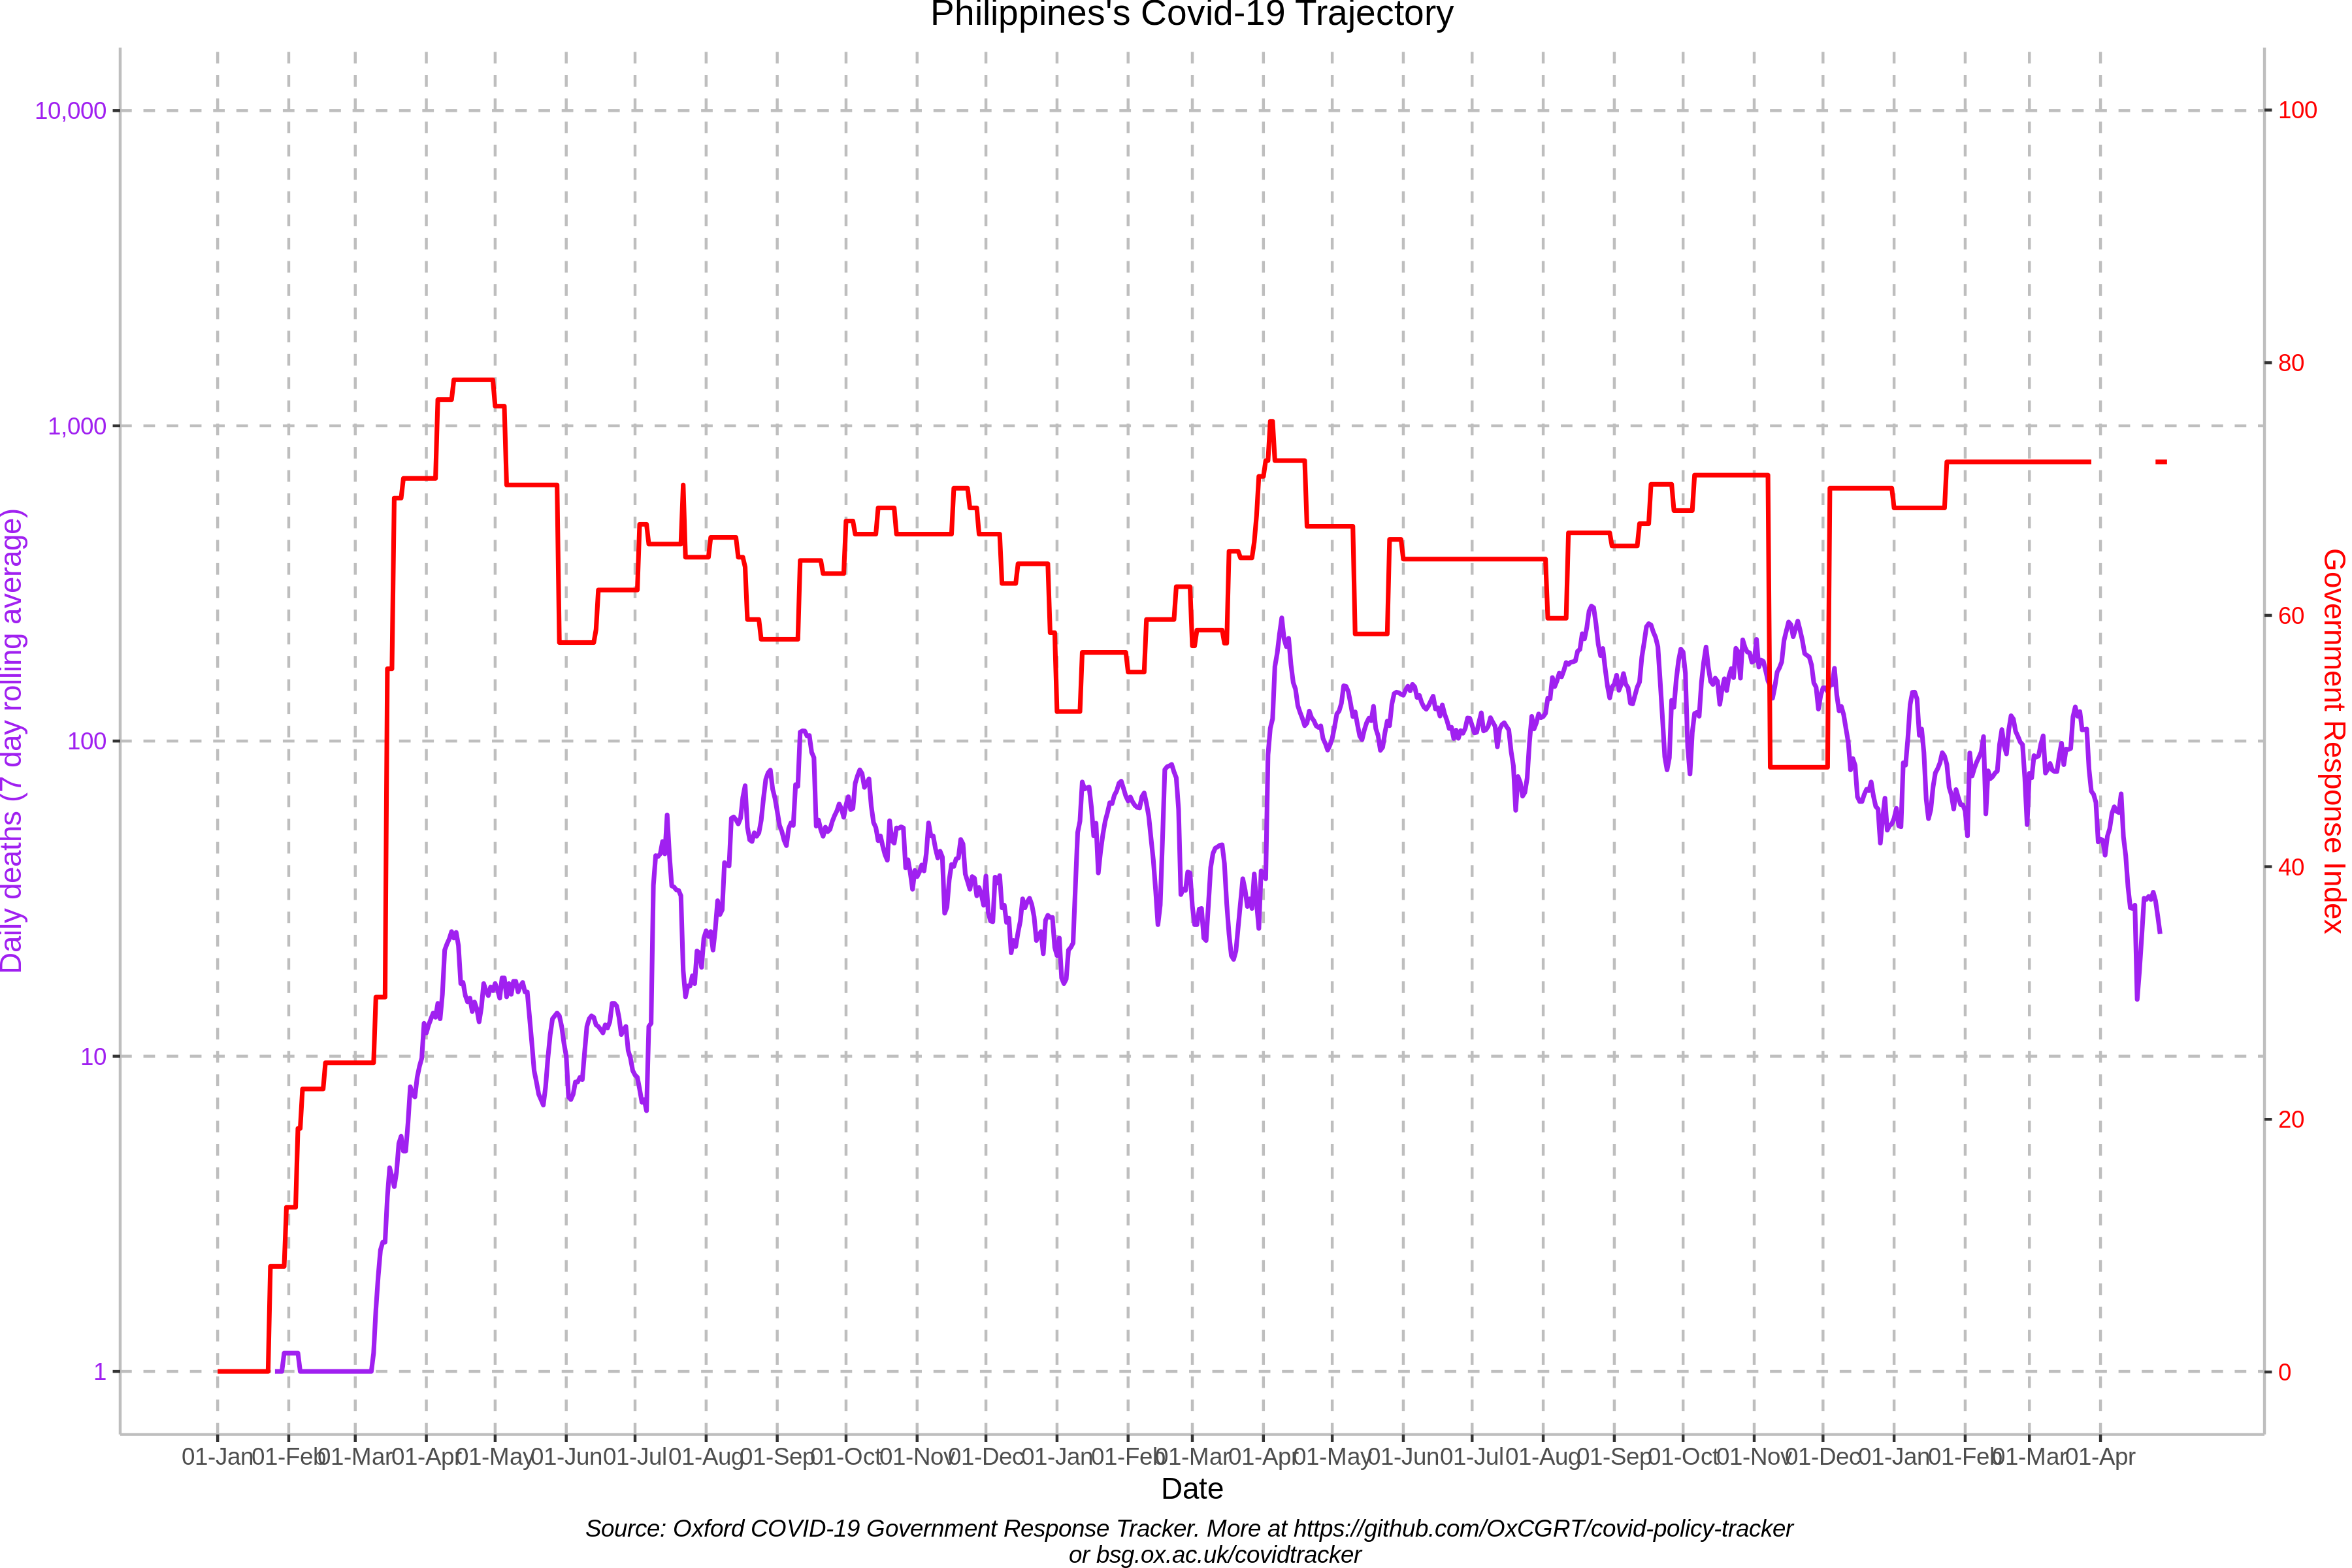 Philippines's Covid-19 Trajectory
10,000
1,000
100
10
1
Daily deaths (7 day rolling average)
100
80
60
40
20
0
Government Response Index
01-Jan 01-Feb 01-Mar 01-Apr 01-May 01-Jun 01-Jul 01-Aug 01-Sep 01-Oct 01-Nov 01-Dec 01-Jan 01-Feb 01-Mar 01-Apr 01-May 01-Jun 01-Jul 01-Aug 01-Sep 01-Oct 01-Nov 01-Dec 01-Jan 01-Feb 01-Mar 01-Apr
Date
Source: Oxford COVID-19 Government Response Tracker. More at https://github.com/OxCGRT/covid-policy-tracker
or bsg.ox.ac.uk/covidtracker